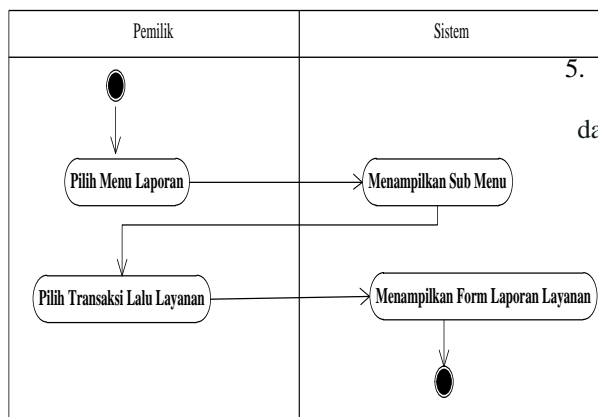 Pemilik
Sistem
5.
da
Pilih Menu Laporan
Menampilkan Sub Menu
Pilih Transaksi Lalu Layanan
Menampilkan Form Laporan Layanan